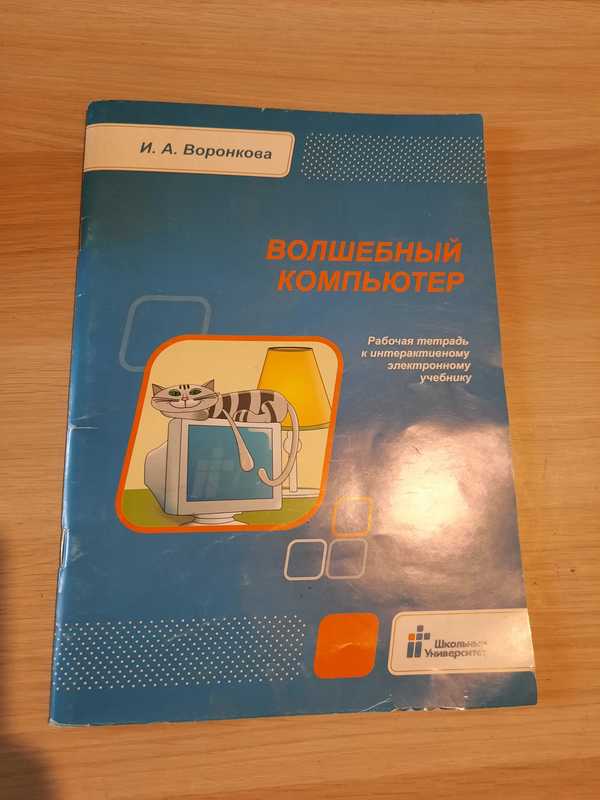 И. А. Воронкова
ВОЛШЕБНЫЙ
КОМПЬЮТЕР
Рабочая тетрадь
к интерактивному
электронному
учебнику
Школьный
Университет